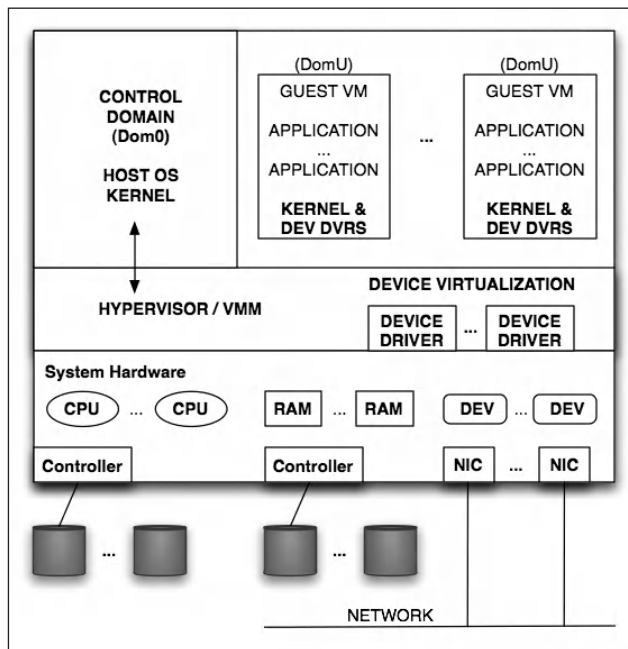 CONTROL
DOMAIN
(Dom0)
HOST OS
KERNEL
(DomU)
GUEST VM
APPLICATION
...
APPLICATION
KERNEL &
DEV DVRS
...
(DomU)
GUEST VM
APPLICATION
...
APPLICATION
KERNEL &
DEV DVRS
HYPERVISOR / VMM
DEVICE VIRTUALIZATION
DEVICE
DRIVER
...
DEVICE
DRIVER
System Hardware
CPU ... CPU
RAM ... RAM
DEV ... DEV
Controller
Controller
NIC ... NIC
...
...
NETWORK